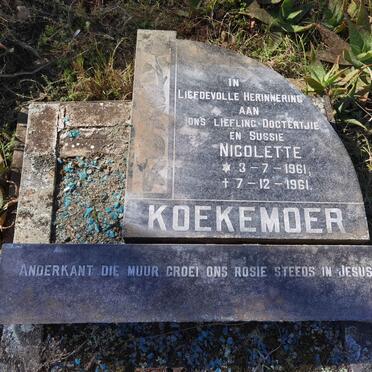 IN
LIEFDEVOLLE HERINNERING
AAN
ONS LIEFLING-DOGTERTJIE
EN SUSSIE
NICOLETTE
* 3-7-1961.
† 7-12-1961.
KOEKEMOER
ANDERKANT DIE MUUR GROEI ONS ROSIE STEEDS IN JESUS